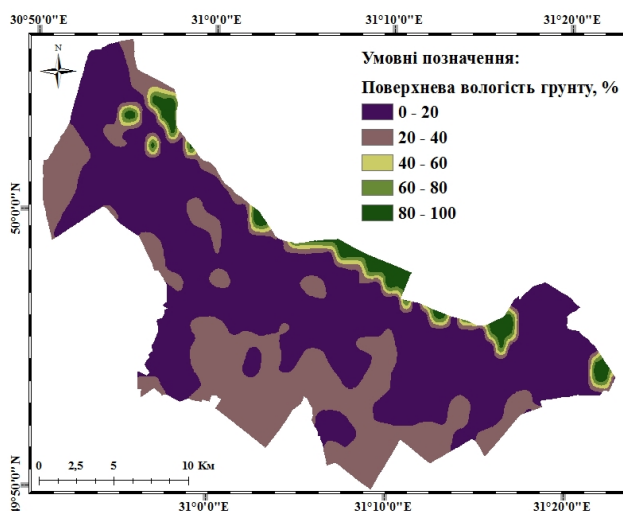 30°50'0"E 31°0'0"E 31°10'0"E 31°20'0"E
N
Умовні позначення:
Поверхнева вологість грунту, %
0 - 20
20 - 40
40 - 60
60 - 80
80 - 100
50°0'0"N
49°50'0"N
0 2,5 5 10 Км
31°0'0"E 31°10'0"E 31°20'0"E